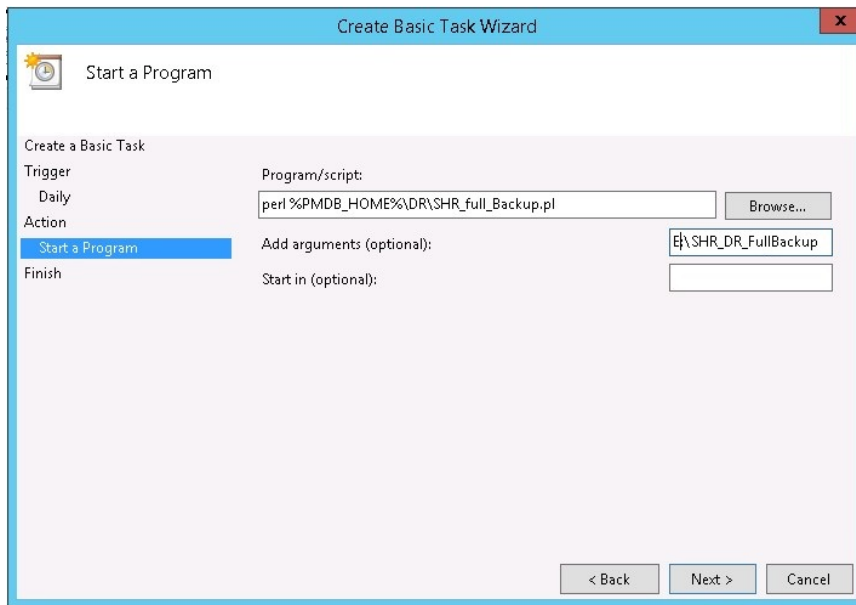 Create Basic Task Wizard
x
Start a Program
Create a Basic Task
Trigger
Daily
Action
Start a Program
Finish
Program/script:
perl %PMDB_HOME%\DR\SHR_full_Backup.pl
Browse...
Add arguments (optional):
E:\SHR_DR_FullBackup
Start in (optional):
< Back
Next >
Cancel